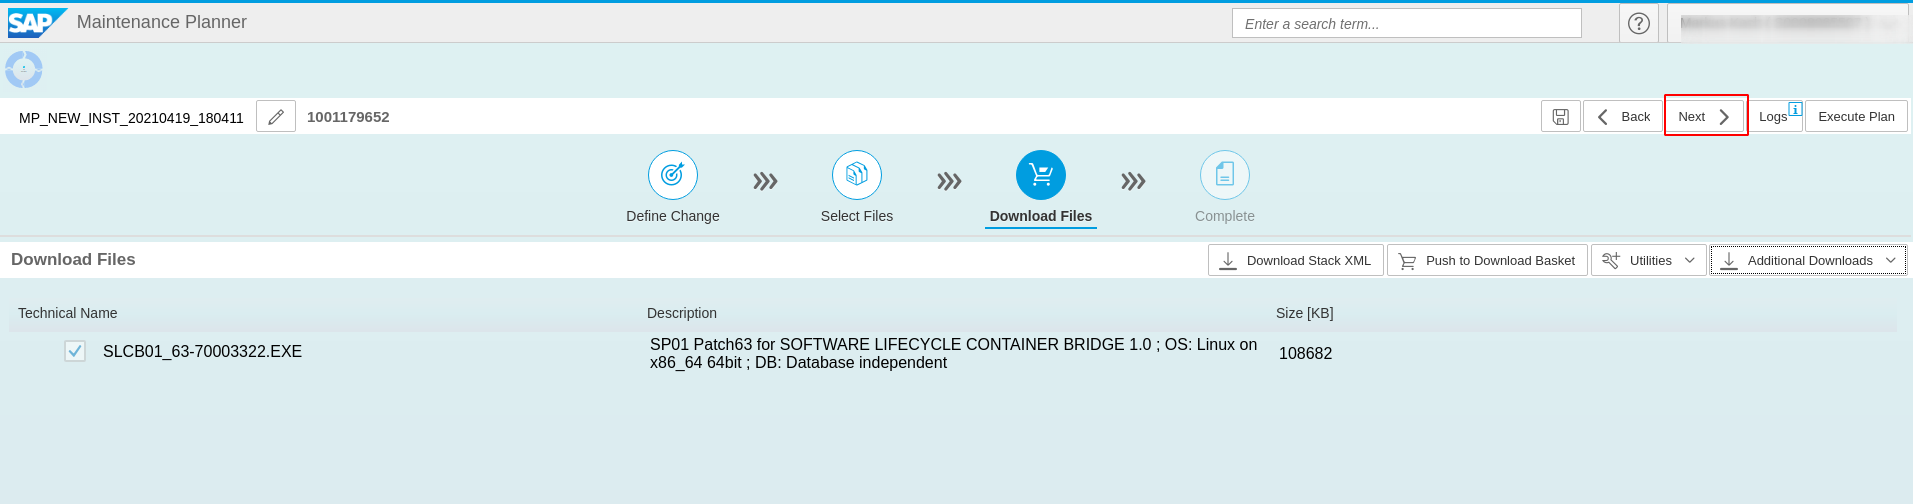 SAP Maintenance Planner
Enter a search term...
MP_NEW_INST_20210419_180411
1001179652
Back
Next
Logs
Execute Plan
Define Change
Select Files
Download Files
Complete
Download Files
Download Stack XML
Push to Download Basket
Utilities
Additional Downloads
Technical Name
Description
Size [KB]
SLCB01_63-70003322.EXE
SP01 Patch63 for SOFTWARE LIFECYCLE CONTAINER BRIDGE 1.0 ; OS: Linux on
x86_64 64bit ; DB: Database independent
108682